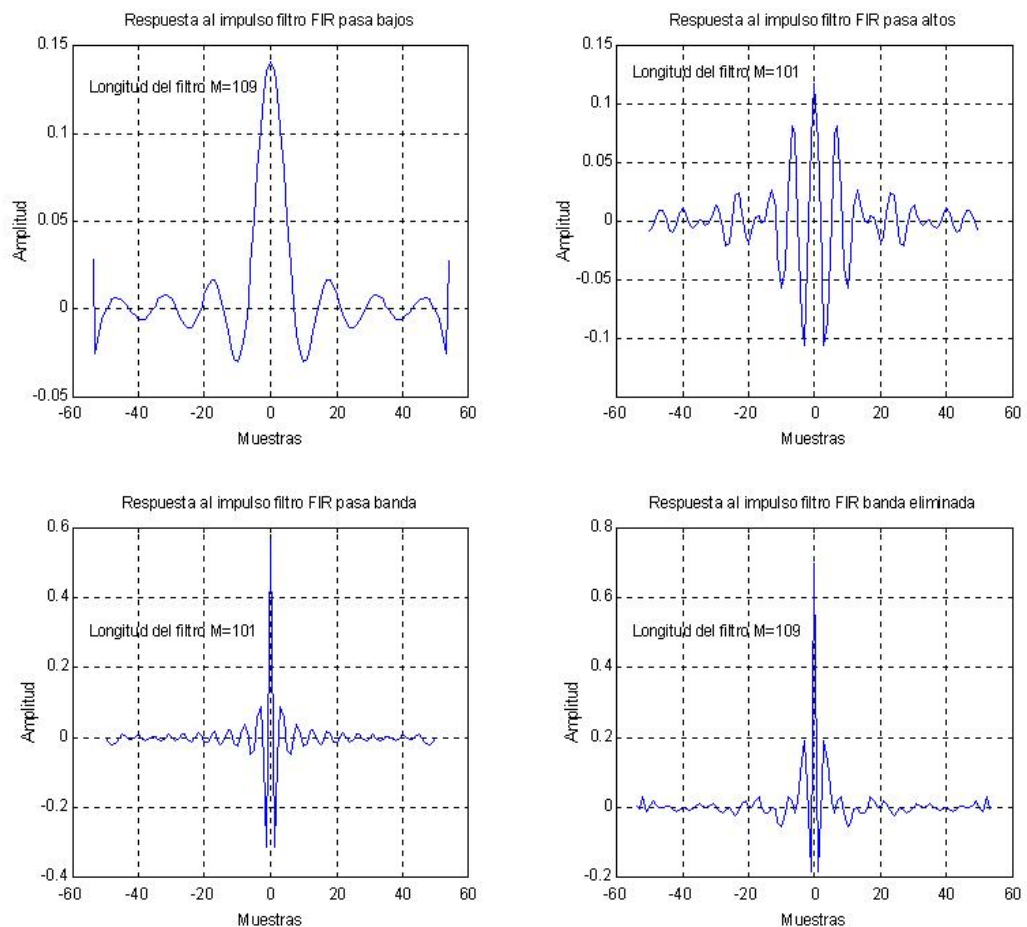 Respuesta al impulso filtro FIR pasa bajos
0.15
0.1
0.05
0
-0.05
Amplitud
Longitud del filtro M=109
-60 -40 -20 0 20 40 60
Muestras
Respuesta al impulso filtro FIR pasa altos
0.15
0.1
0.05
0
-0.05
-0.1
Amplitud
Longitud del filtro M=101
-60 -40 -20 0 20 40 60
Muestras
Respuesta al impulso filtro FIR pasa banda
0.6
0.4
0.2
0
-0.2
-0.4
Amplitud
Longitud del filtro M=101
-60 -40 -20 0 20 40 60
Muestras
Respuesta al impulso filtro FIR banda eliminada
0.8
0.6
0.4
0.2
0
-0.2
Amplitud
Longitud del filtro M=109
-60 -40 -20 0 20 40 60
Muestras